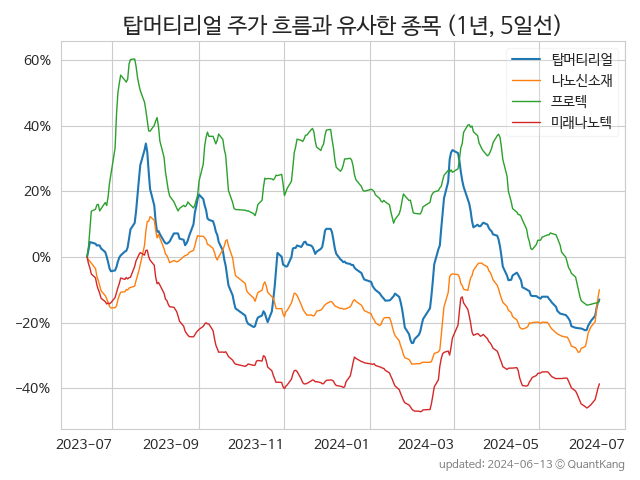 탑머티리얼 주가 흐름과 유사한 종목 (1년, 5일선)
탑머티리얼
나노신소재
프로텍
미래나노텍
60%
40%
20%
0%
−20%
−40%
2023-07
2023-09
2023-11
2024-01
2024-03
2024-05
2024-07
updated: 2024-06-13 © QuantKang